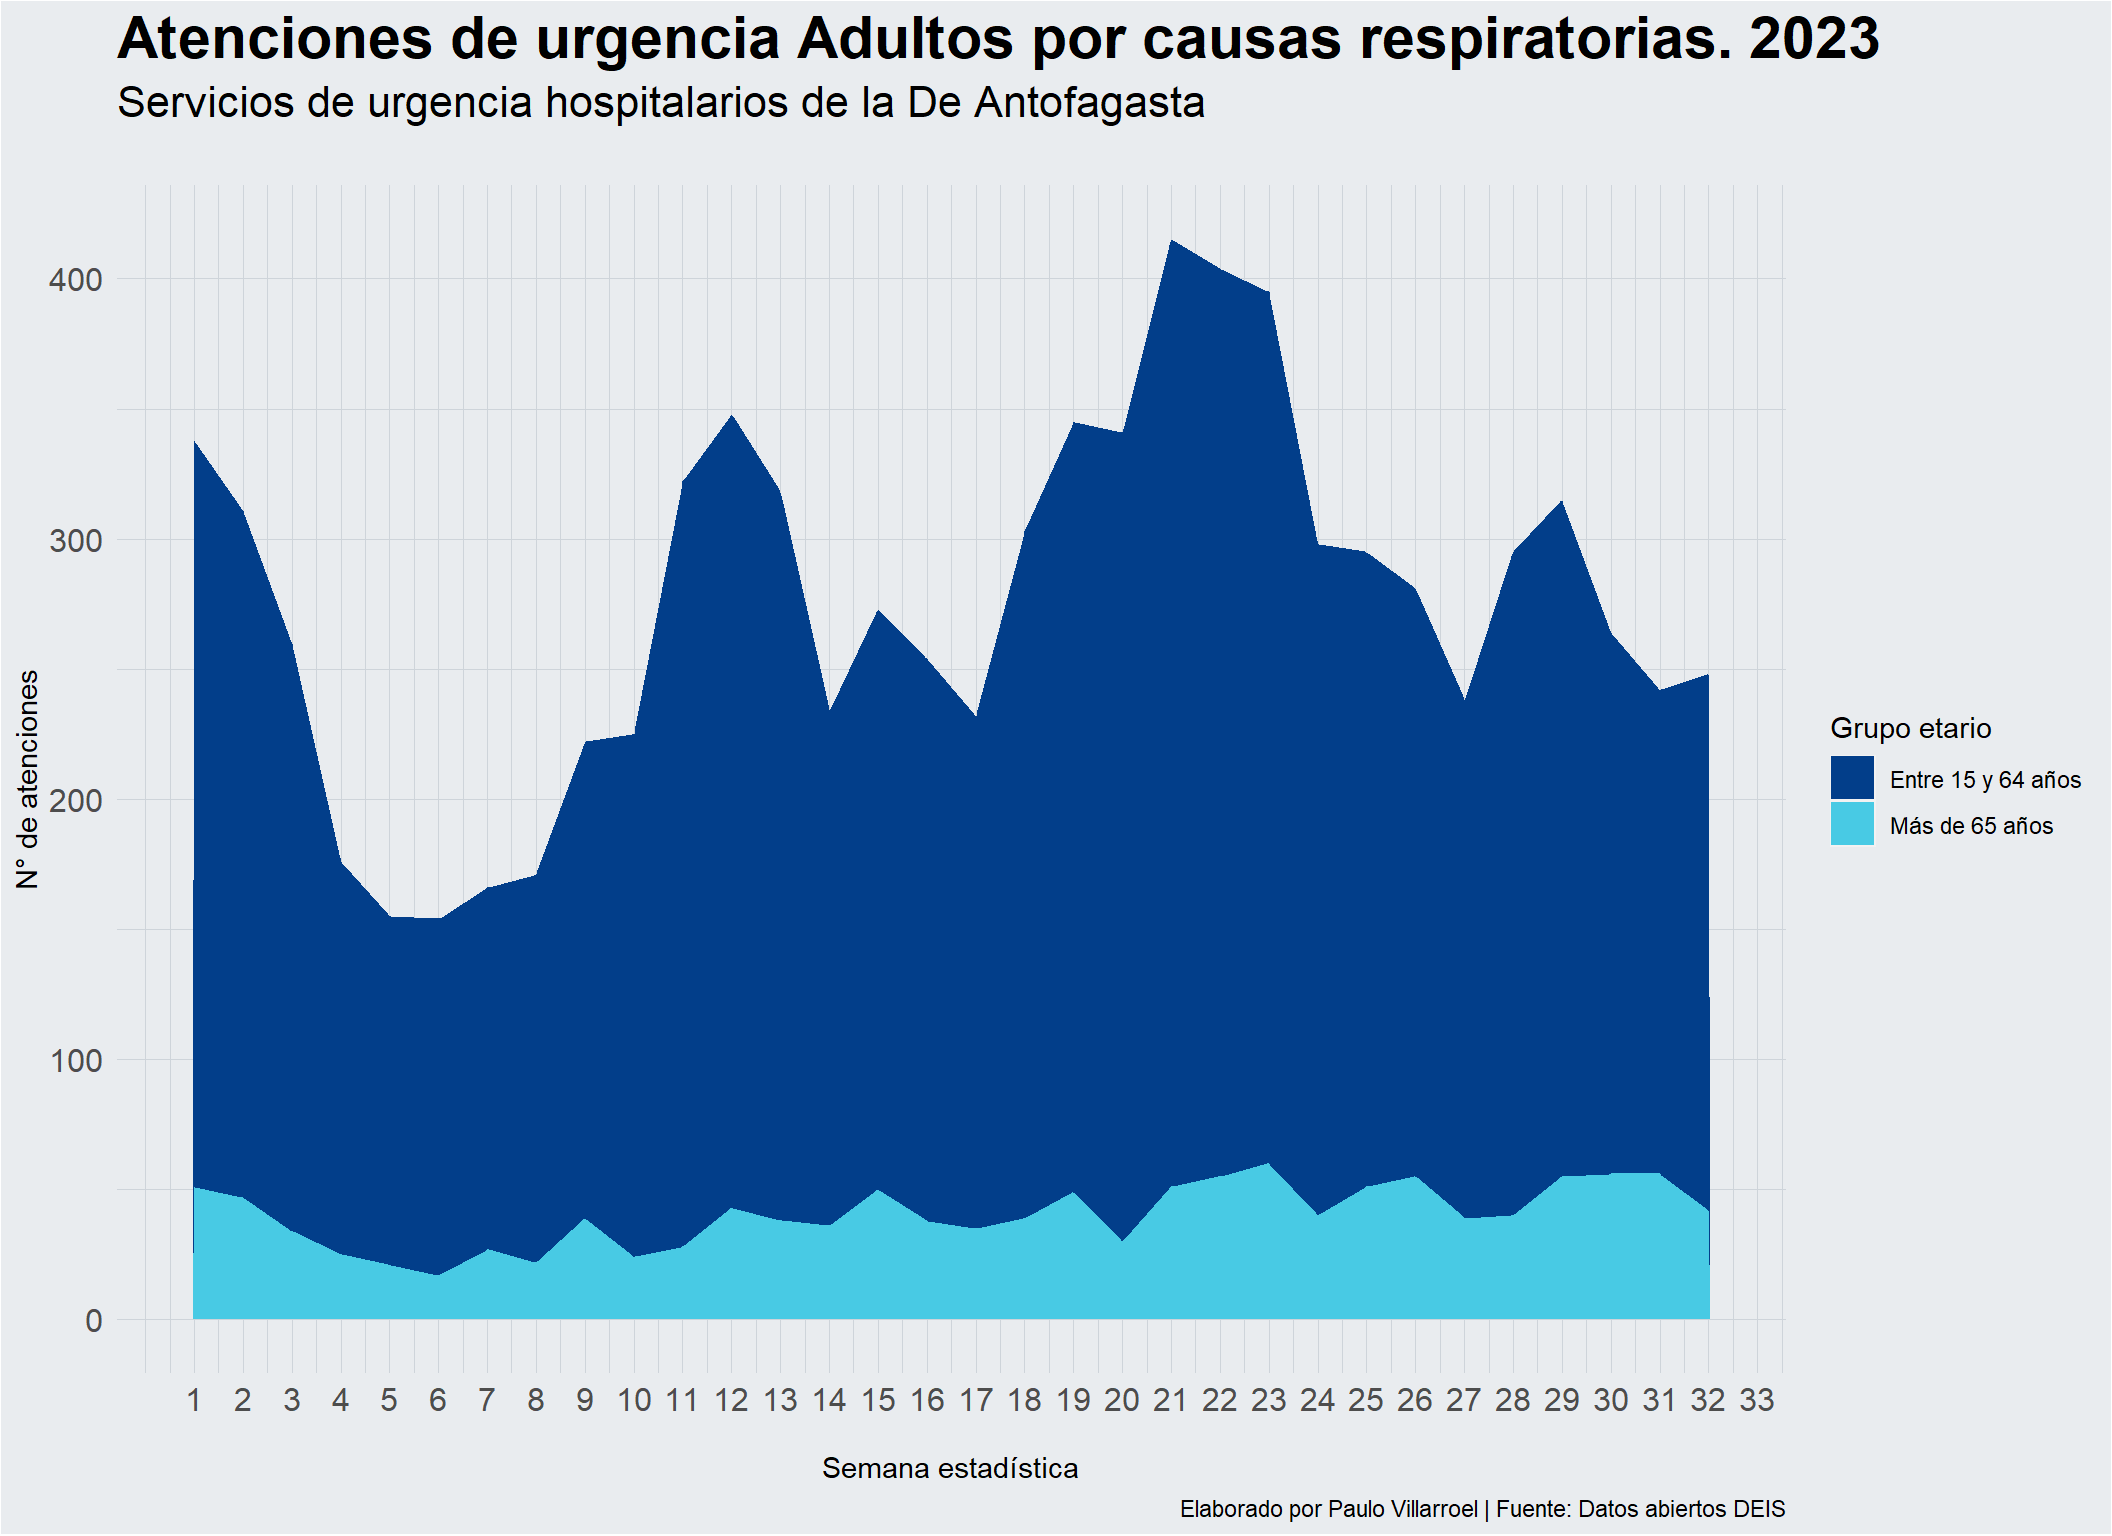 Atenciones de urgencia Adultos por causas respiratorias. 2023
Servicios de urgencia hospitalarios de la De Antofagasta
N° de atenciones
400
300
200
100
0
1 2 3 4 5 6 7 8 9 10 11 12 13 14 15 16 17 18 19 20 21 22 23 24 25 26 27 28 29 30 31 32 33
Semana estadística
Grupo etario
Entre 15 y 64 años
Más de 65 años
Elaborado por Paulo Villarroel | Fuente: Datos abiertos DEIS